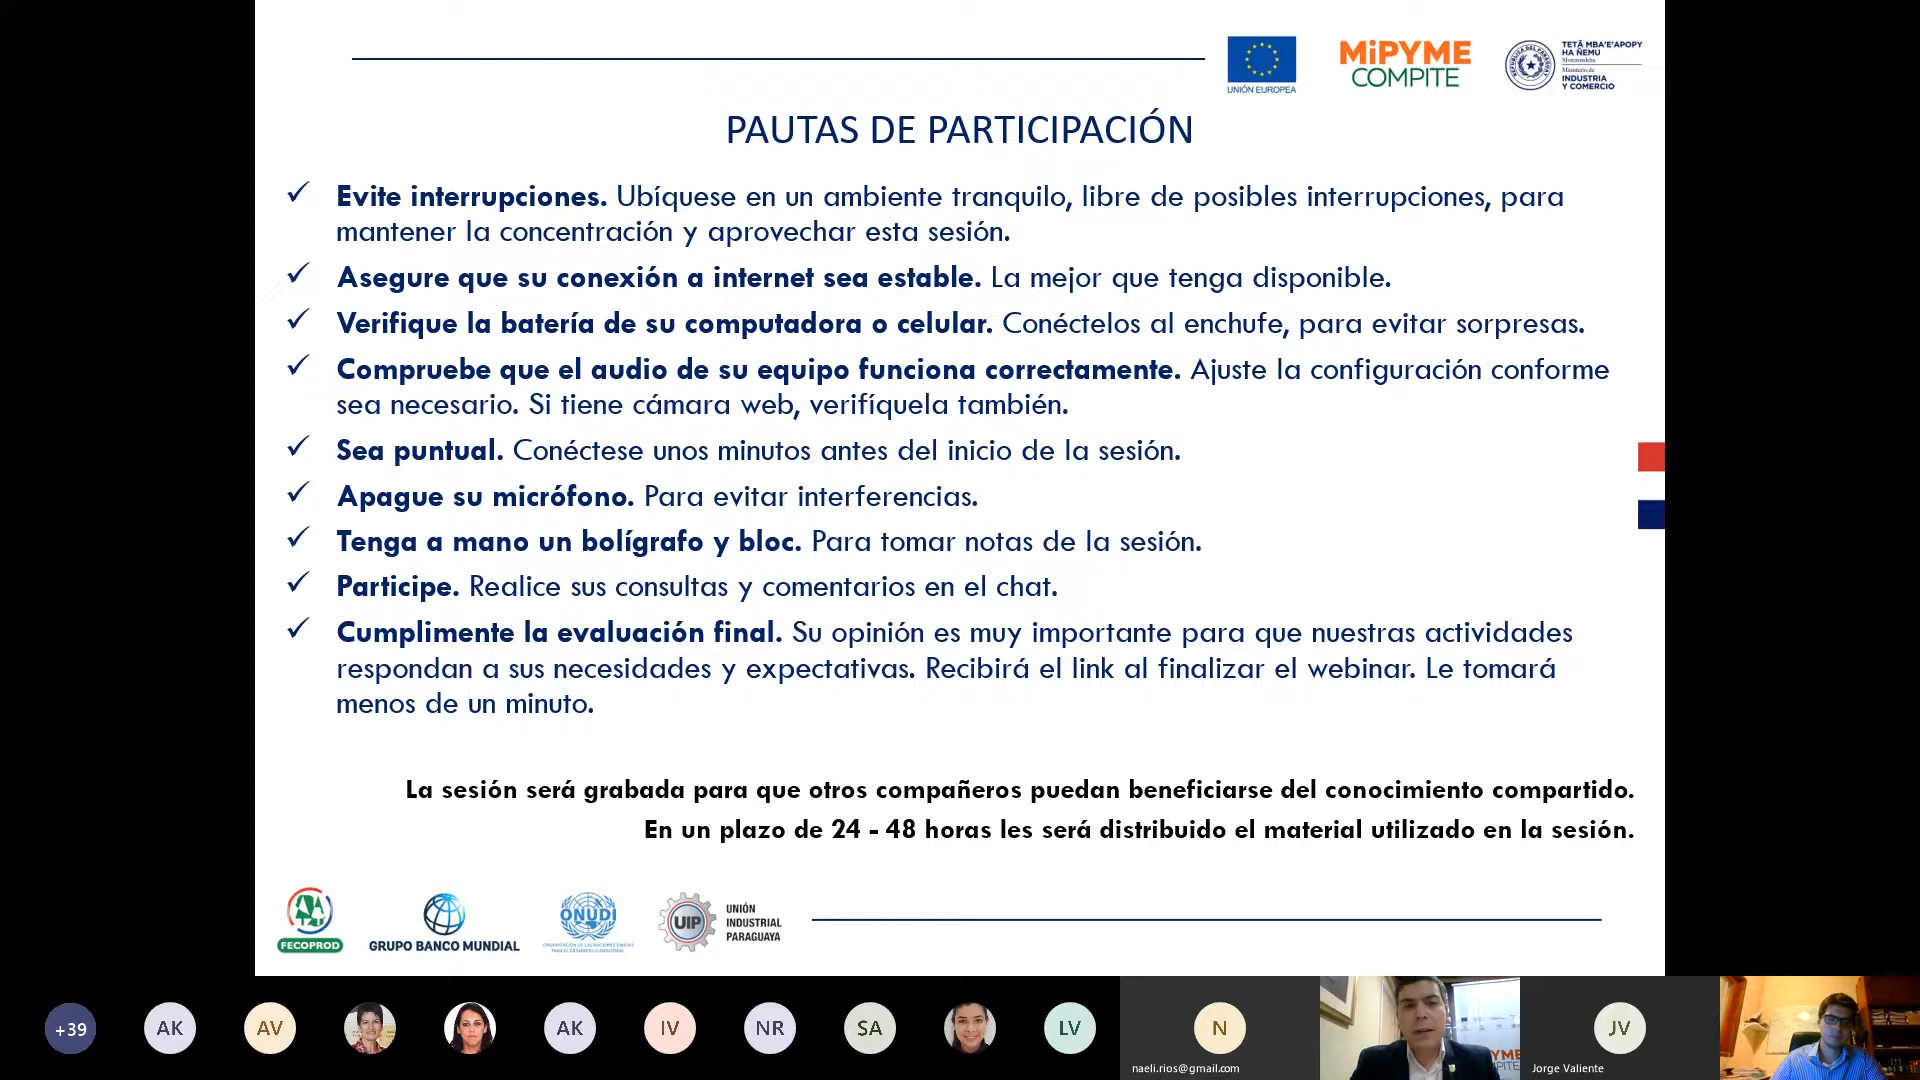 UNIÓN EUROPEA
MiPYME
COMPITE
TETÃ MBA'E'APOPY
HA ÑEMU
Motenondeha
Ministerio de
INDUSTRIA
Y COMERCIO
PAUTAS DE PARTICIPACIÓN
Evite interrupciones. Ubíquese en un ambiente tranquilo, libre de posibles interrupciones, para
mantener la concentración y aprovechar esta sesión.
Asegure que su conexión a internet sea estable. La mejor que tenga disponible.
Verifique la batería de su computadora o celular. Conéctelos al enchufe, para evitar sorpresas.
Compruebe que el audio de su equipo funciona correctamente. Ajuste la configuración conforme
sea necesario. Si tiene cámara web, verifíquela también.
Sea puntual. Conéctese unos minutos antes del inicio de la sesión.
Apague su micrófono. Para evitar interferencias.
Tenga a mano un bolígrafo y bloc. Para tomar notas de la sesión.
Participe. Realice sus consultas y comentarios en el chat.
Cumplimente la evaluación final. Su opinión es muy importante para que nuestras actividades
respondan a sus necesidades y expectativas. Recibirá el link al finalizar el webinar. Le tomará
menos de un minuto.
La sesión será grabada para que otros compañeros puedan beneficiarse del conocimiento compartido.
En un plazo de 24 - 48 horas les será distribuido el material utilizado en la sesión.
FECOPROD
GRUPO BANCO MUNDIAL
ONUDI
UIP
UNIÓN
INDUSTRIAL
PARAGUAYA
+39
AK
AV
AK
IV
NR
SA
LV
N
naeli.rios@gmail.com
JV
Jorge Valiente